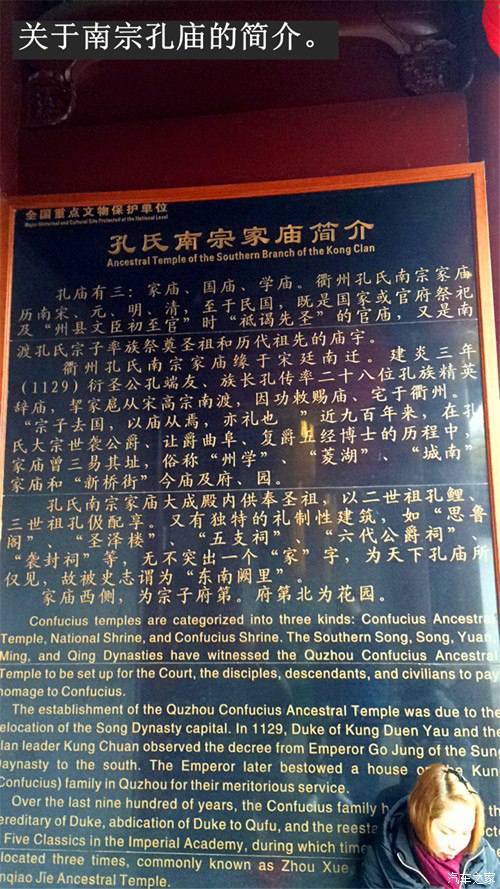 关于南宗孔庙的简介。
全国重点文物保护单位
Major Historical and Cultural Site Protected at the National Level
孔氏南宗家庙简介
Ancestral Temple of the Southern Branch of the Kong Clan
孔庙有三：家庙、国庙、学庙。衢州孔氏南宗家庙
历南宋、元、明、清，至于民国，既是国家或官府祭祀
及“州县文臣初至官”时“祗谒先圣”的官庙，又是南
渡孔氏宗子率族祭奠圣祖和历代祖先的庙宇。
衢州孔氏南宗家庙缘于宋廷南迁。建炎三年
(1129)衍圣公孔端友、族长孔传率二十八位孔族精英
辞庙，挈家扈从宋高宗南渡，因功敕赐庙、宅于衢州。
“宗子去国，以庙从焉，亦礼也 ”近九百年来，在孔
氏大宗世袭公爵、让爵曲阜、复爵五经博士的历程中，
家庙曾三易其址，俗称“州学”、“菱湖”、“城南”
家庙和“新桥街”今庙及府、园。
孔氏南宗家庙大成殿内供奉圣祖，以二世祖孔鲤、
三世祖孔伋配享。又有独特的礼制性建筑，如“思鲁
阁”、“圣泽楼”、“五支祠”、“六代公爵祠”、
“袭封祠”等，无不突出一个“家”字，为天下孔庙所
仅见，故被史志谓为“东南阙里”。
家庙西侧，为宗子府第。府第北为花园。
Confucius temples are categorized into three kinds: Confucius Ancestral
Temple, National Shrine, and Confucius Shrine. The Southern Song, Song, Yuan
Ming, and Qing Dynasties have witnessed the Quzhou Confucius Ancestral
Temple to be set up for the Court, the disciples, descendants, and civilians to pay
homage to Confucius.
The establishment of the Quzhou Confucius Ancestral Temple was due to the
elocation of the Song Dynasty capital. In 1129, Duke of Kung Duen Yau and the
lan leader Kung Chuan observed the decree from Emperor Go Jung of the Sung
Daynasty to the south. The Emperor later bestowed a house on the Kung
Confucius) family in Quzhou for their meritorious service.
Over the last nine hundred of years, the Confucius family
ereditary of Duke, abdication of Duke to Qufu, and the
Five Classics in the Imperial Academy, during which
located three times, commonly known as Zhou Xue
nqiao Jie Ancestral Temple.
汽车之家